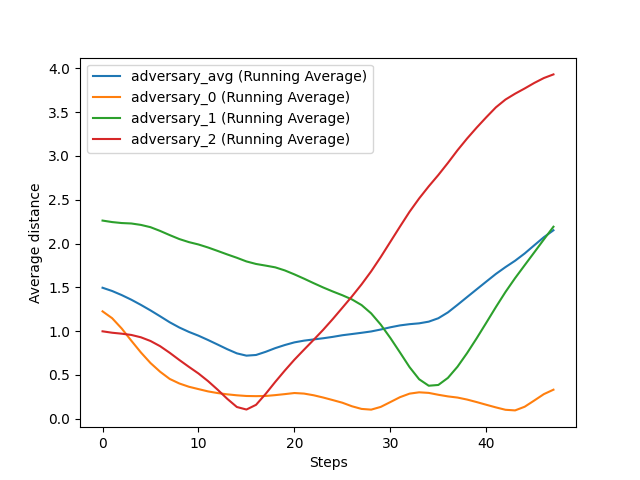 4.0
3.5
3.0
2.5
2.0
1.5
1.0
0.5
0.0
Average distance
adversary_avg (Running Average)
adversary_0 (Running Average)
adversary_1 (Running Average)
adversary_2 (Running Average)
0 10 20 30 40
Steps